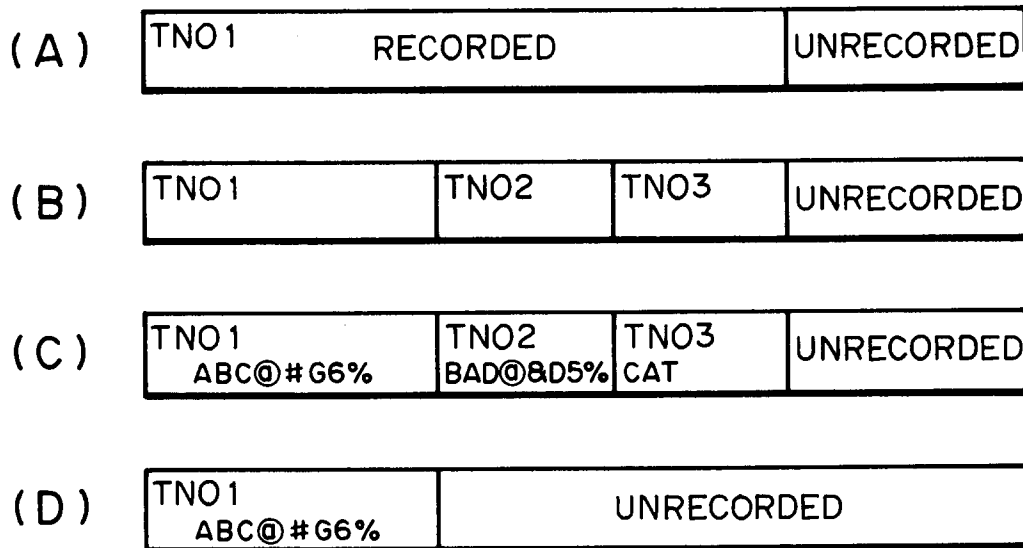 (A) TNO1 RECORDED UNRECORDED
(B) TNO1 TNO2 TNO3 UNRECORDED
(C) TNO1 TNO2 TNO3 UNRECORDED
ABC@#G6% BAD@&D5% CAT
(D) TNO1 UNRECORDED
ABC@#G6%